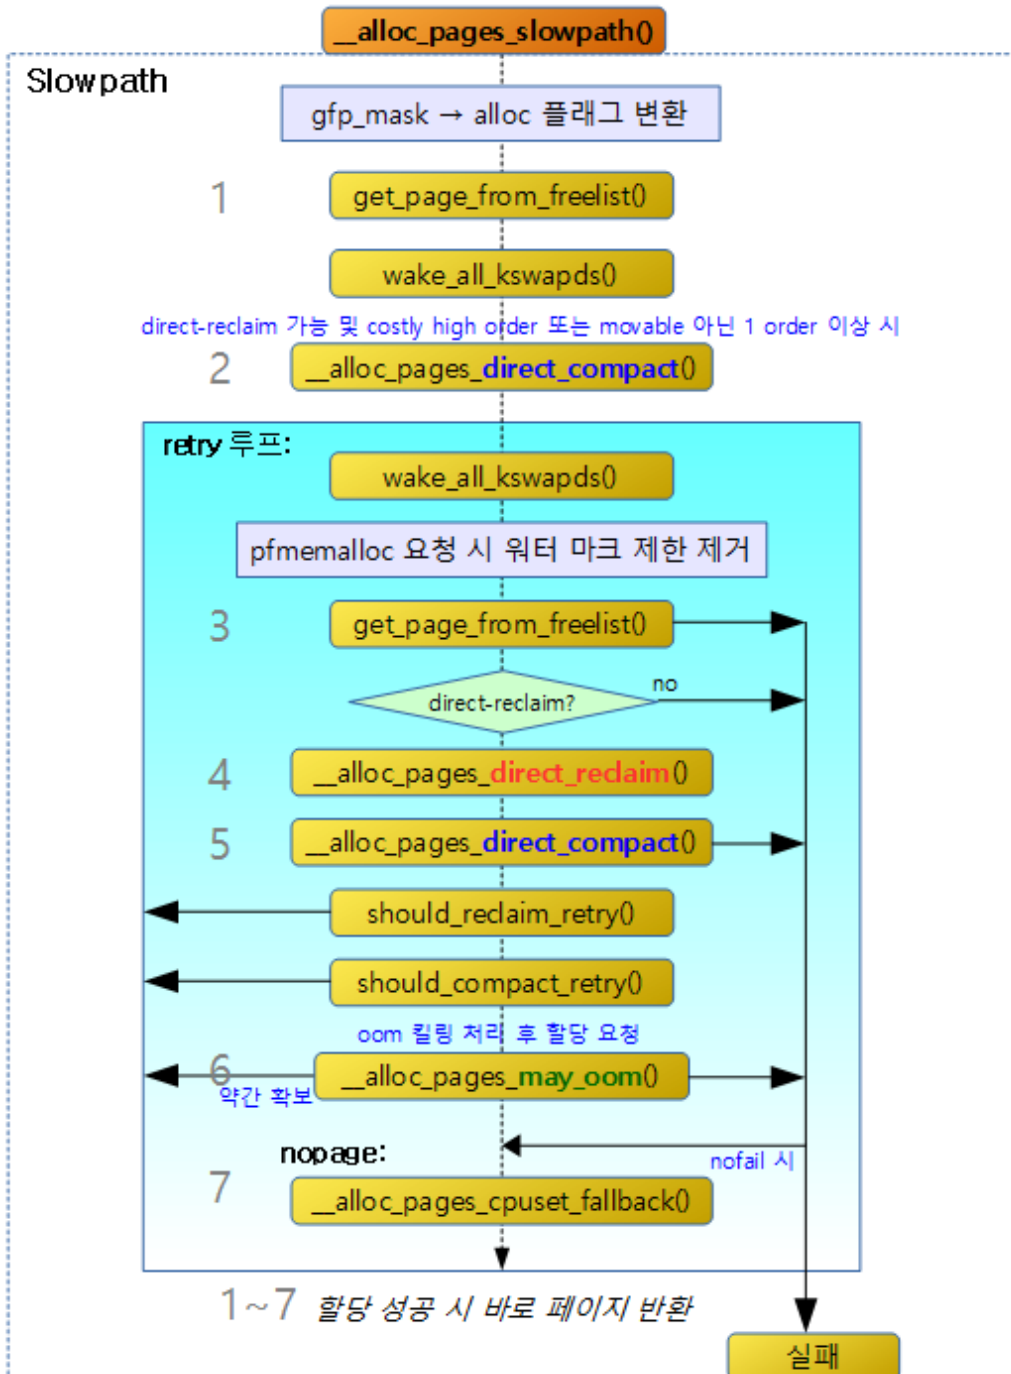 __alloc_pages_slowpath()
Slowpath
gfp_mask → alloc 플래그 변환
1
get_page_from_freelist()
wake_all_kswapds()
direct-reclaim 가능 및 costly high order 또는 movable 아닌 1 order 이상 시
2
__alloc_pages_direct_compact()
retry 루프:
wake_all_kswapds()
pfmemalloc 요청 시 워터 마크 제한 제거
3
get_page_from_freelist()
direct-reclaim?
no
4
__alloc_pages_direct_reclaim()
5
__alloc_pages_direct_compact()
should_reclaim_retry()
should_compact_retry()
oom 킬링 처리 후 할당 요청
6
__alloc_pages_may_oom()
약간 확보
nopage:
nofail 시
7
__alloc_pages_cpuset_fallback()
1~7 할당 성공 시 바로 페이지 반환
실패